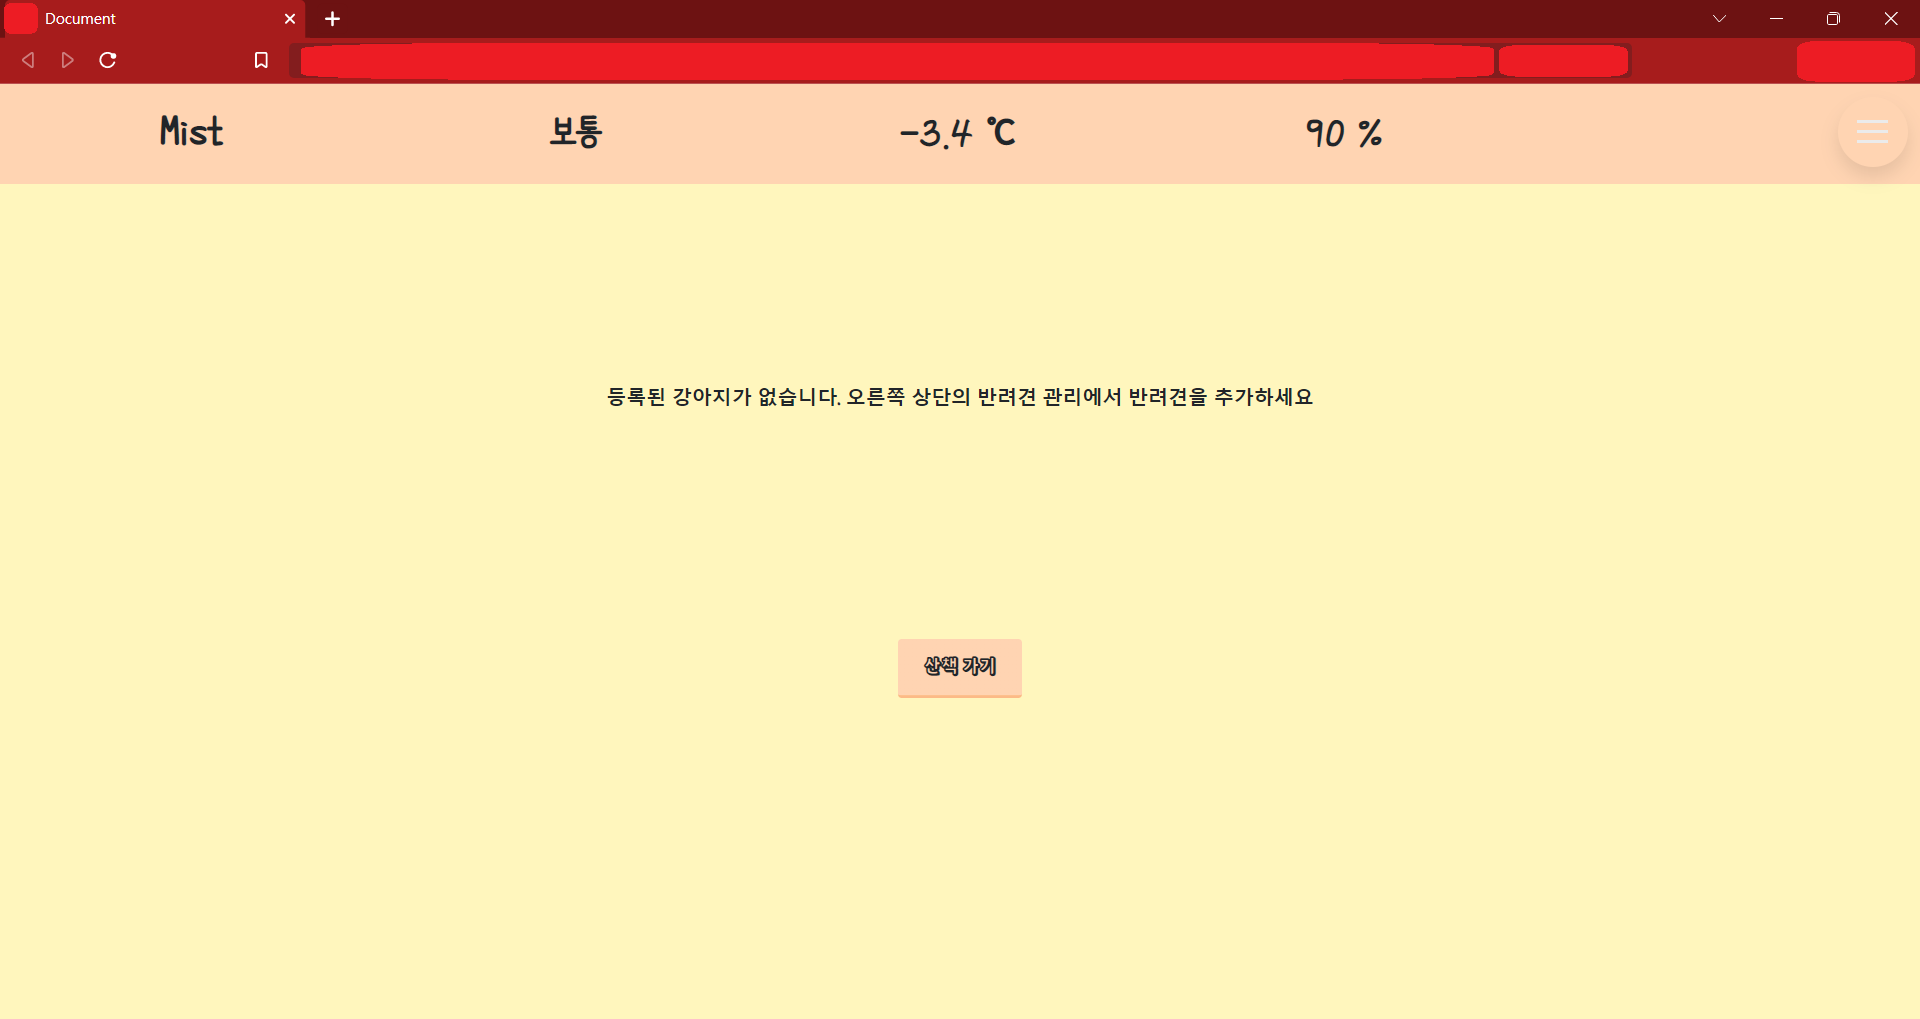 Document
Mist 보통 -3.4 ℃ 90 %
등록된 강아지가 없습니다. 오른쪽 상단의 반려견 관리에서 반려견을 추가하세요
산책 가기